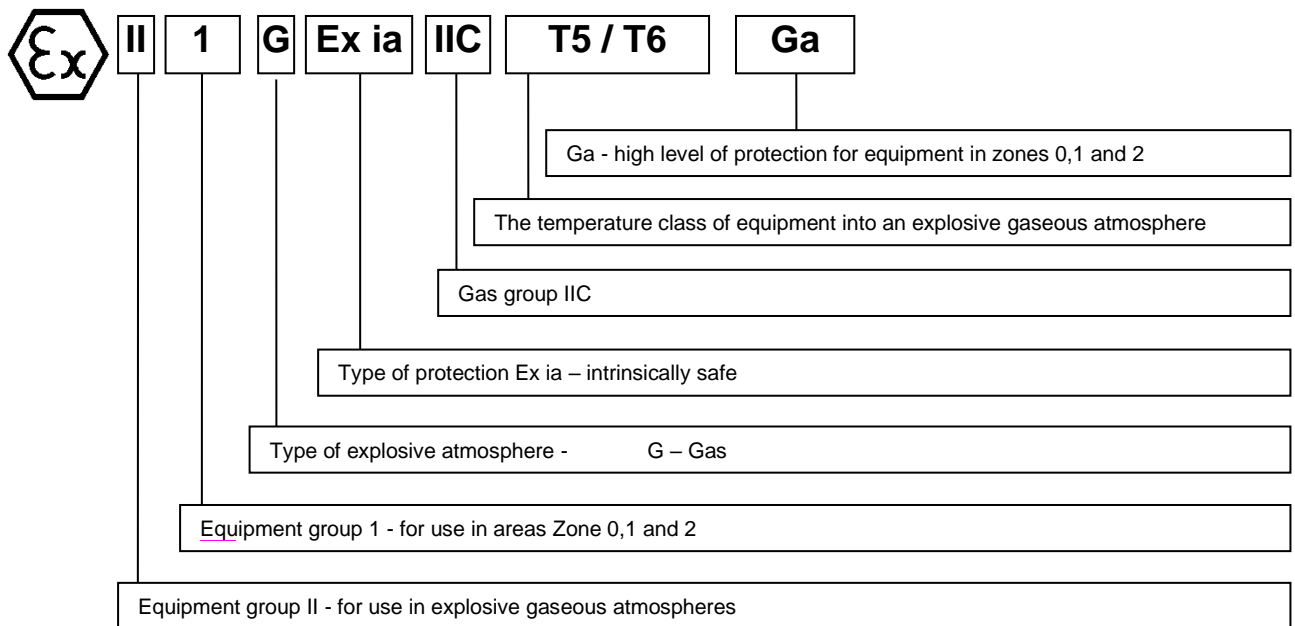 Ex II 1 G Ex ia IIC T5 / T6 Ga
Ga - high level of protection for equipment in zones 0,1 and 2
The temperature class of equipment into an explosive gaseous atmosphere
Gas group IIC
Type of protection Ex ia – intrinsically safe
Type of explosive atmosphere - G – Gas
Equipment group 1 - for use in areas Zone 0,1 and 2
Equipment group II - for use in explosive gaseous atmospheres